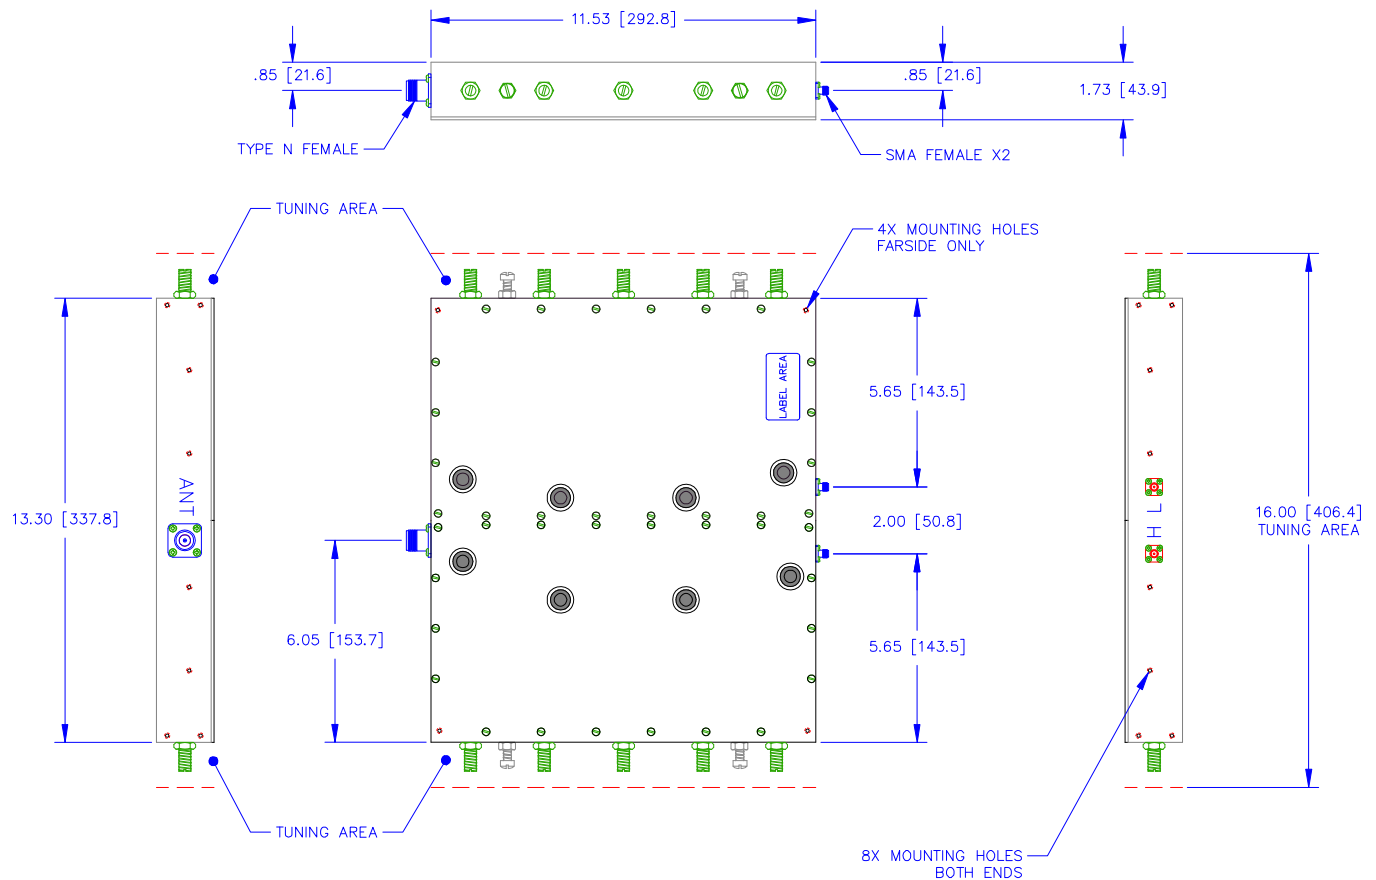 11.53 [292.8]
.85 [21.6]
.85 [21.6]
1.73 [43.9]
TYPE N FEMALE
SMA FEMALE X2
TUNING AREA
4X MOUNTING HOLES
FARSIDE ONLY
LABEL AREA
5.65 [143.5]
ANT
13.30 [337.8]
2.00 [50.8]
L
H
16.00 [406.4]
TUNING AREA
6.05 [153.7]
5.65 [143.5]
TUNING AREA
8X MOUNTING HOLES
BOTH ENDS